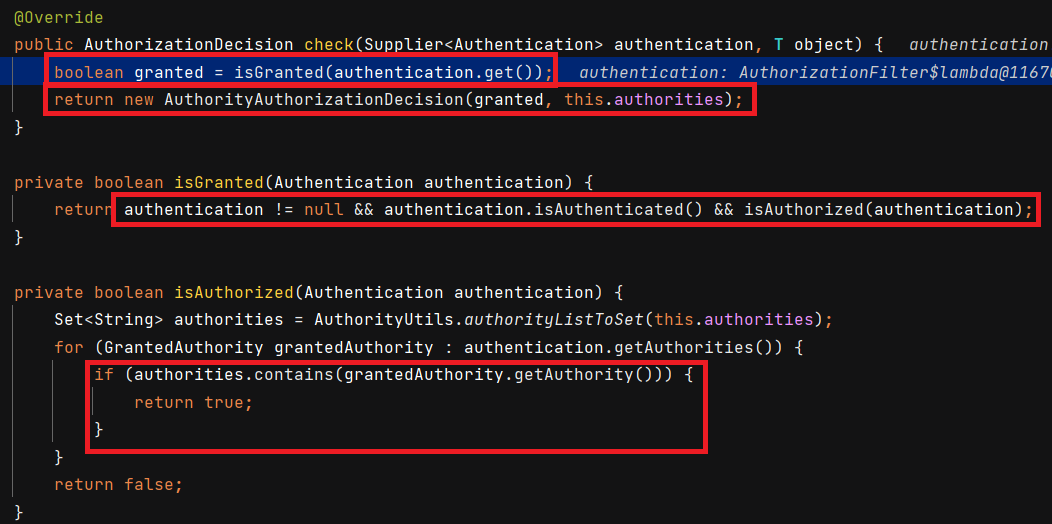 @Override
public AuthorizationDecision check(Supplier<Authentication> authentication, T object) {   authentication
boolean granted = isGranted(authentication.get());   authentication: AuthorizationFilter$lambda@11670
return new AuthorityAuthorizationDecision(granted, this.authorities);
}
private boolean isGranted(Authentication authentication) {
return authentication != null && authentication.isAuthenticated() && isAuthorized(authentication);
}
private boolean isAuthorized(Authentication authentication) {
Set<String> authorities = AuthorityUtils.authorityListToSet(this.authorities);
for (GrantedAuthority grantedAuthority : authentication.getAuthorities()) {
if (authorities.contains(grantedAuthority.getAuthority())) {
return true;
}
}
return false;
}